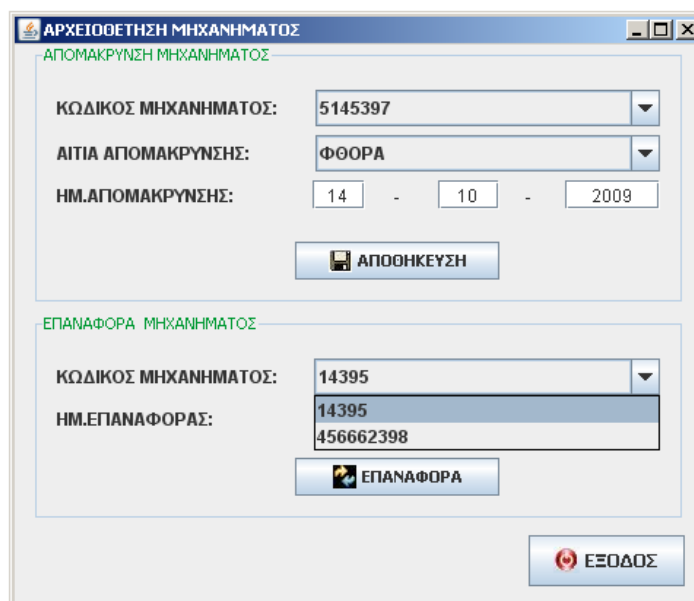 ΑΡΧΕΙΟΘΕΤΗΣΗ ΜΗΧΑΝΗΜΑΤΟΣ
ΑΠΟΜΑΚΡΥΝΣΗ ΜΗΧΑΝΗΜΑΤΟΣ
ΚΩΔΙΚΟΣ ΜΗΧΑΝΗΜΑΤΟΣ: 5145397
ΑΙΤΙΑ ΑΠΟΜΑΚΡΥΝΣΗΣ: ΦΘΟΡΑ
ΗΜ.ΑΠΟΜΑΚΡΥΝΣΗΣ: 14 - 10 - 2009
ΑΠΟΘΗΚΕΥΣΗ
ΕΠΑΝΑΦΟΡΑ ΜΗΧΑΝΗΜΑΤΟΣ
ΚΩΔΙΚΟΣ ΜΗΧΑΝΗΜΑΤΟΣ: 14395
ΗΜ.ΕΠΑΝΑΦΟΡΑΣ: 14395
456662398
ΕΠΑΝΑΦΟΡΑ
ΕΞΟΔΟΣ